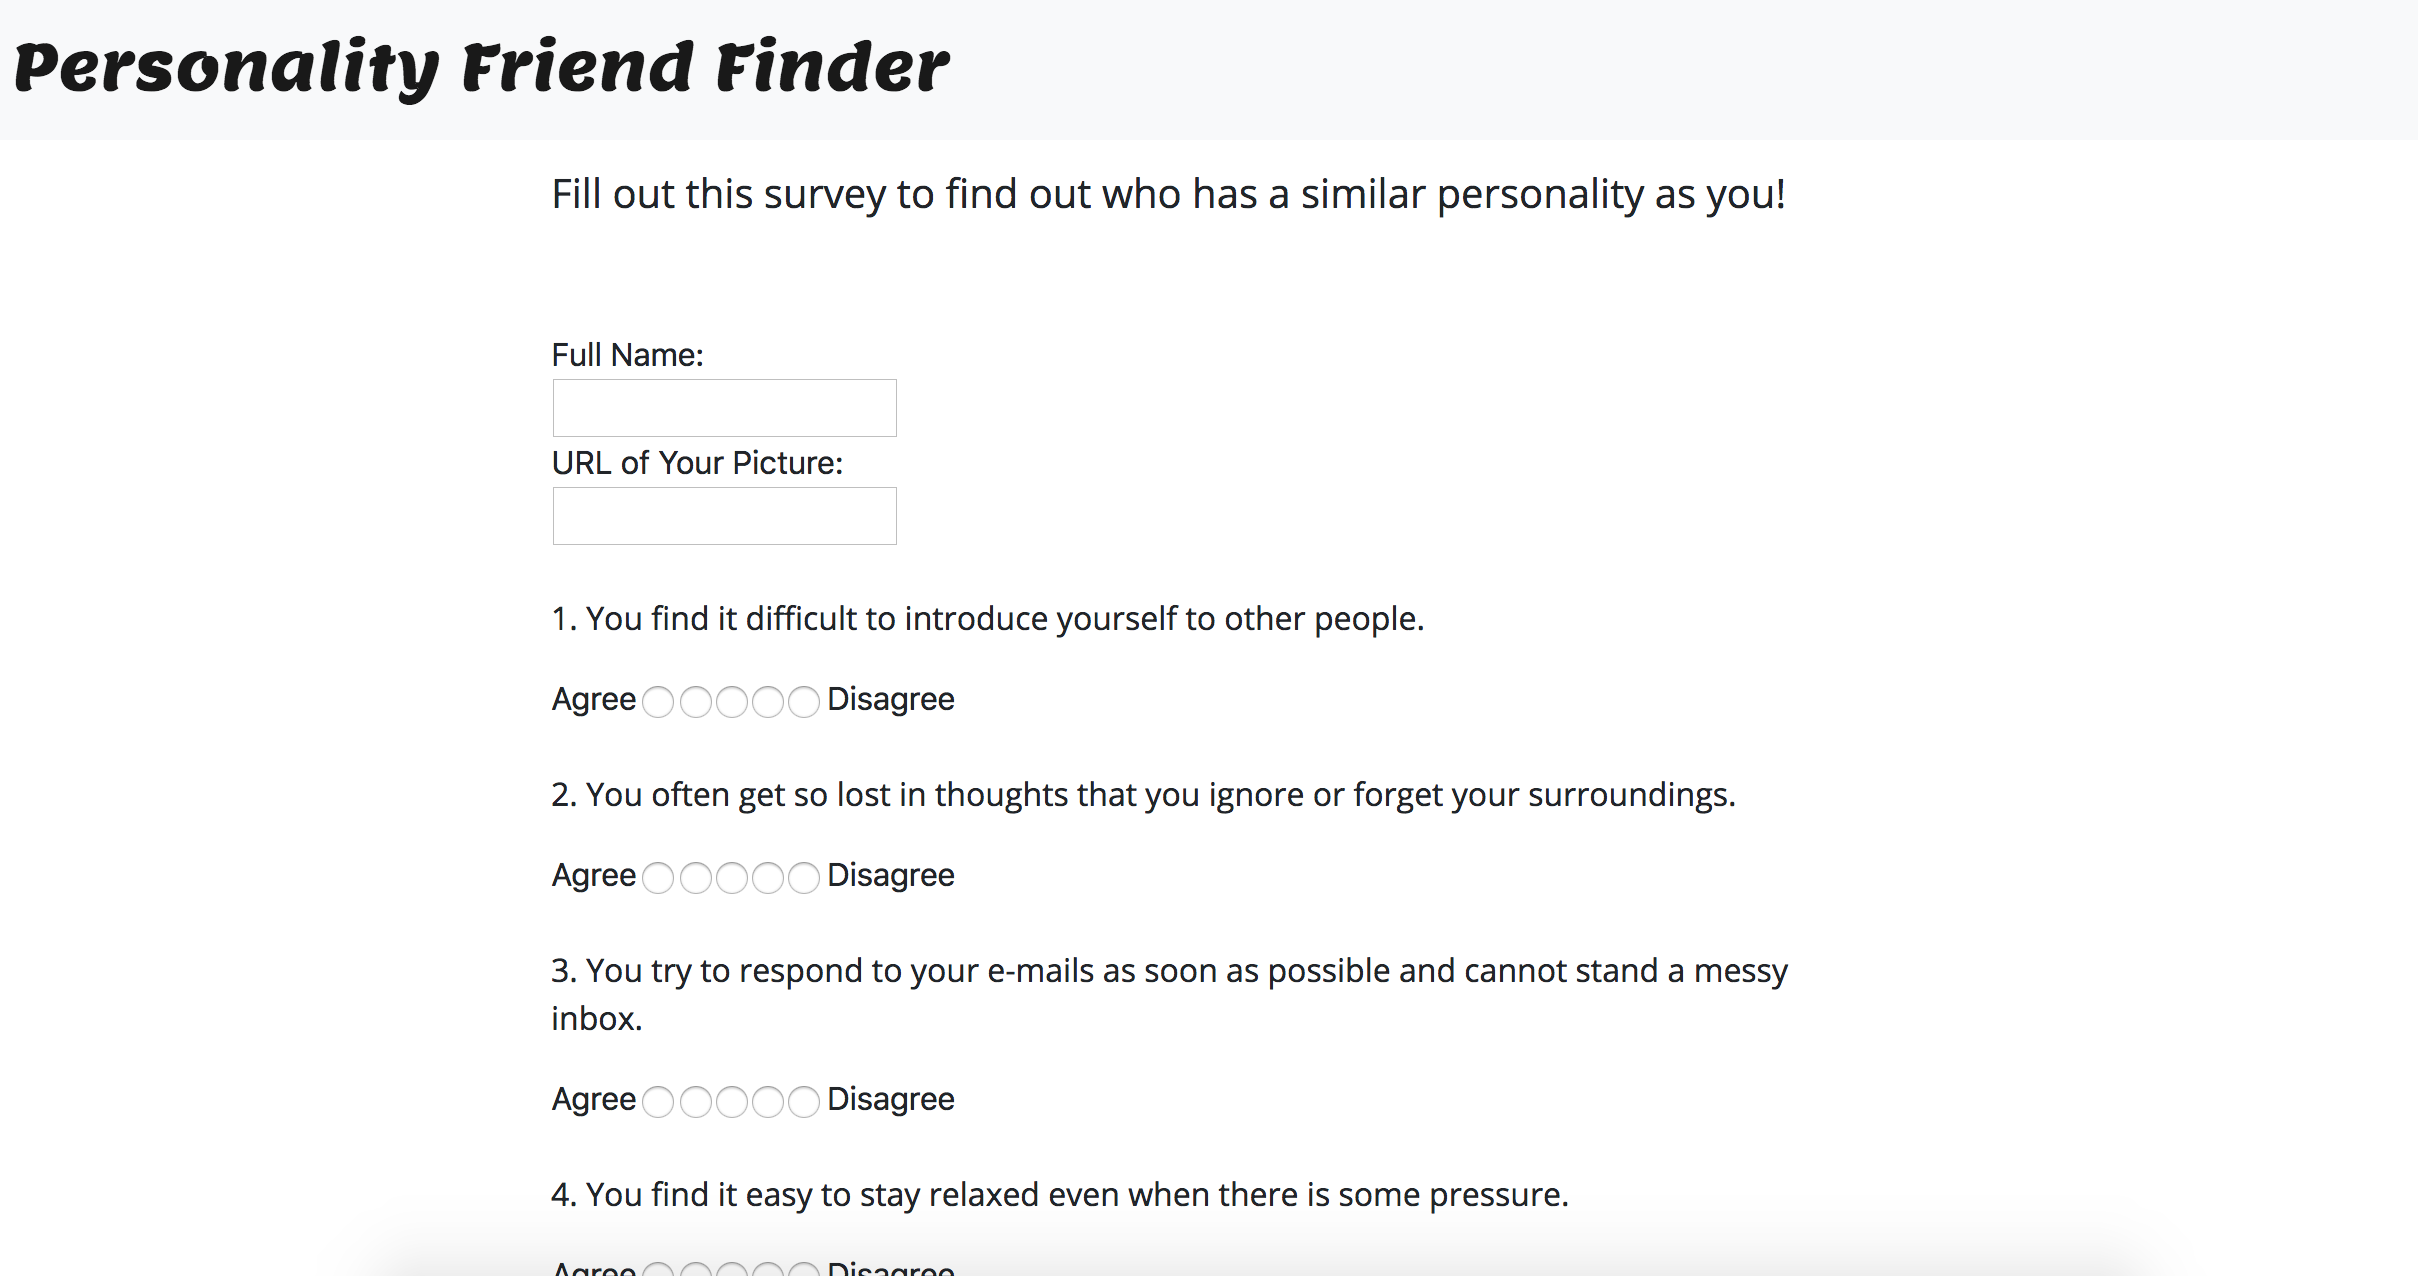 Personality Friend Finder
Fill out this survey to find out who has a similar personality as you!
Full Name:
URL of Your Picture:
1. You find it difficult to introduce yourself to other people.
Agree Disagree
2. You often get so lost in thoughts that you ignore or forget your surroundings.
Agree Disagree
3. You try to respond to your e-mails as soon as possible and cannot stand a messy
inbox.
Agree Disagree
4. You find it easy to stay relaxed even when there is some pressure.
Agree Disagree